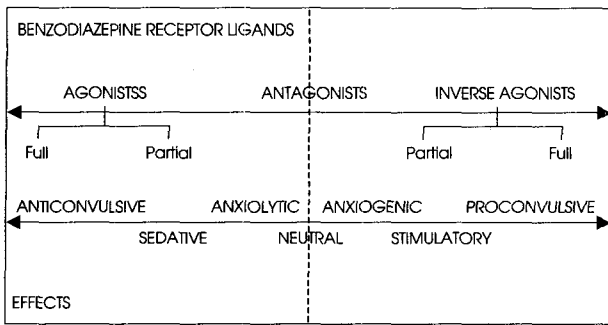 BENZODIAZEPINE RECEPTOR LIGANDS
AGONISTSS ANTAGONISTS INVERSE AGONISTS
Full Partial Partial Full
ANTICONVULSIVE ANXIOLYTIC ANXIOGENIC PROCONVULSIVE
SEDATIVE NEUTRAL STIMULATORY
EFFECTS